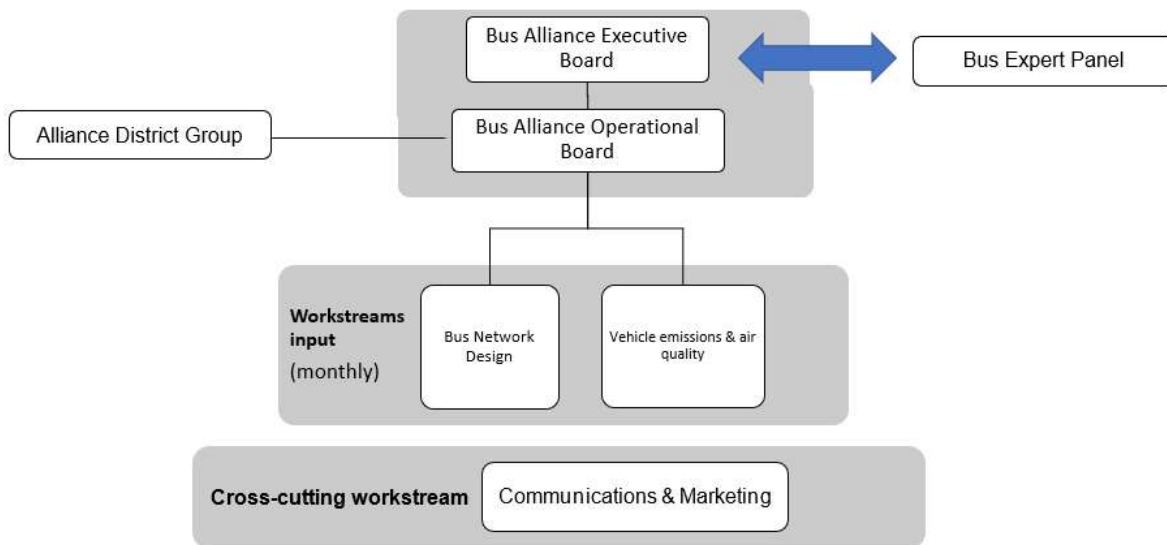 Bus Alliance Executive
Board
Bus Expert Panel
Alliance District Group
Bus Alliance Operational
Board
Workstreams
input
(monthly)
Bus Network
Design
Vehicle emissions & air
quality
Cross-cutting workstream
Communications & Marketing